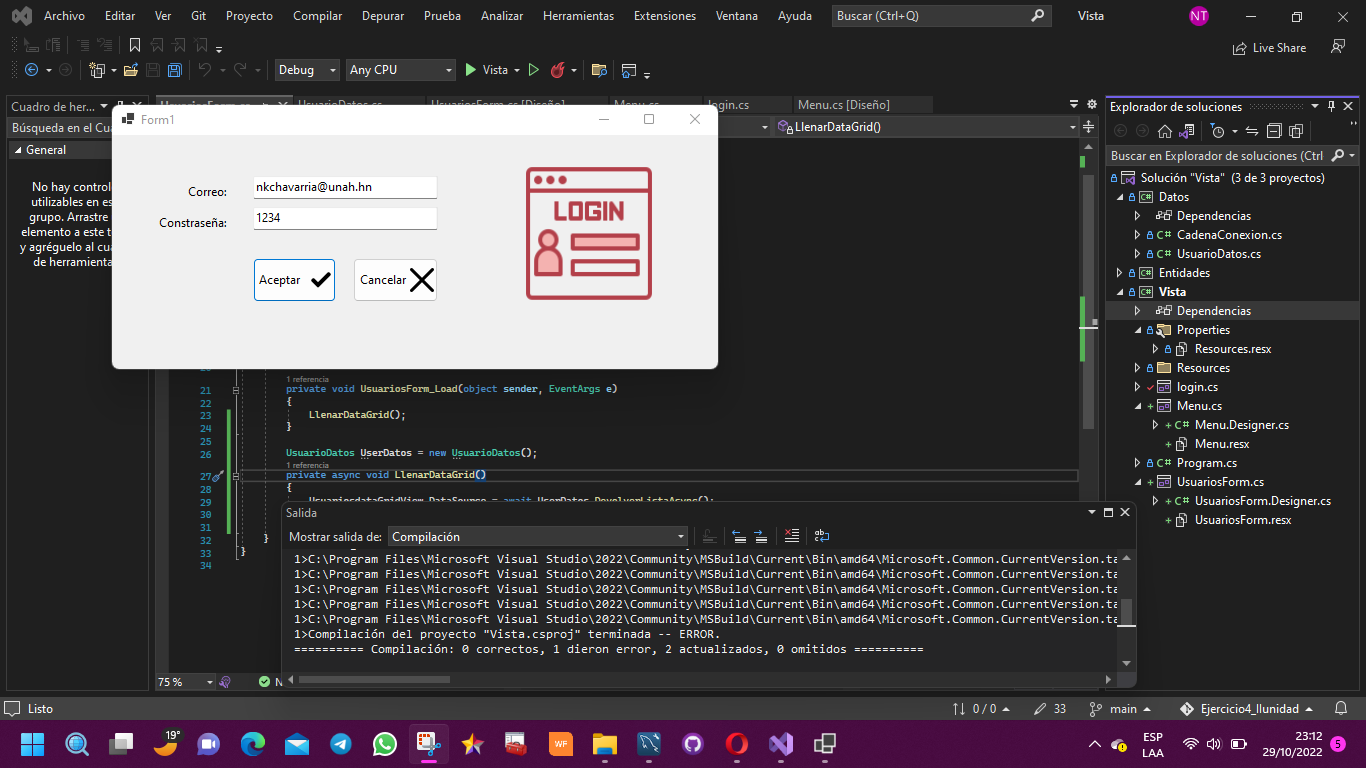 Archivo Editar Ver Git Proyecto Compilar Depurar Prueba Analizar Herramientas Extensiones Ventana Ayuda Buscar (Ctrl+Q) Vista NT
Live Share
Debug Any CPU Vista
Cuadro de her...
UsuariosForm.cs UsuarioDatos.cs UsuariosForm.cs [Diseño] Menu.cs login.cs Menu.cs [Diseño]
Explorador de soluciones
Búsqueda en el Cua
LlenarDataGrid()
General
No hay control
utilizables en es
grupo. Arrastre
elemento a este t
y agréguelo al cua
de herramienta
Form1
Correo: nkchavarria@unah.hn
Constraseña: 1234
Aceptar Cancelar
LOGIN
Buscar en Explorador de soluciones (Ctrl
Solución "Vista" (3 de 3 proyectos)
Datos
Dependencias
CadenaConexion.cs
UsuarioDatos.cs
Entidades
Vista
Dependencias
Properties
Resources.resx
Resources
login.cs
Menu.cs
Menu.Designer.cs
Menu.resx
Program.cs
UsuariosForm.cs
UsuariosForm.Designer.cs
UsuariosForm.resx
1 referencia
21 private void UsuariosForm_Load(object sender, EventArgs e)
22 {
23 LlenarDataGrid();
24 }
25
26 UsuarioDatos UserDatos = new UsuarioDatos();
1 referencia
27 private async void LlenarDataGrid()
28 {
29 UsuariosdataGridView.DataSource = await UserDatos.DevolverListaAsync();
30
31
32 }
33 }
34
Salida
Mostrar salida de: Compilación
1>C:\Program Files\Microsoft Visual Studio\2022\Community\MSBuild\Current\Bin\amd64\Microsoft.Common.CurrentVersion.ta
1>C:\Program Files\Microsoft Visual Studio\2022\Community\MSBuild\Current\Bin\amd64\Microsoft.Common.CurrentVersion.ta
1>C:\Program Files\Microsoft Visual Studio\2022\Community\MSBuild\Current\Bin\amd64\Microsoft.Common.CurrentVersion.ta
1>C:\Program Files\Microsoft Visual Studio\2022\Community\MSBuild\Current\Bin\amd64\Microsoft.Common.CurrentVersion.ta
1>C:\Program Files\Microsoft Visual Studio\2022\Community\MSBuild\Current\Bin\amd64\Microsoft.Common.CurrentVersion.ta
1>Compilación del proyecto "Vista.csproj" terminada -- ERROR.
========== Compilación: 0 correctos, 1 dieron error, 2 actualizados, 0 omitidos ==========
75 % N
Listo 0 / 0 33 main Ejercicio4_IIunidad
19° WF ESP LAA 23:12 29/10/2022 5